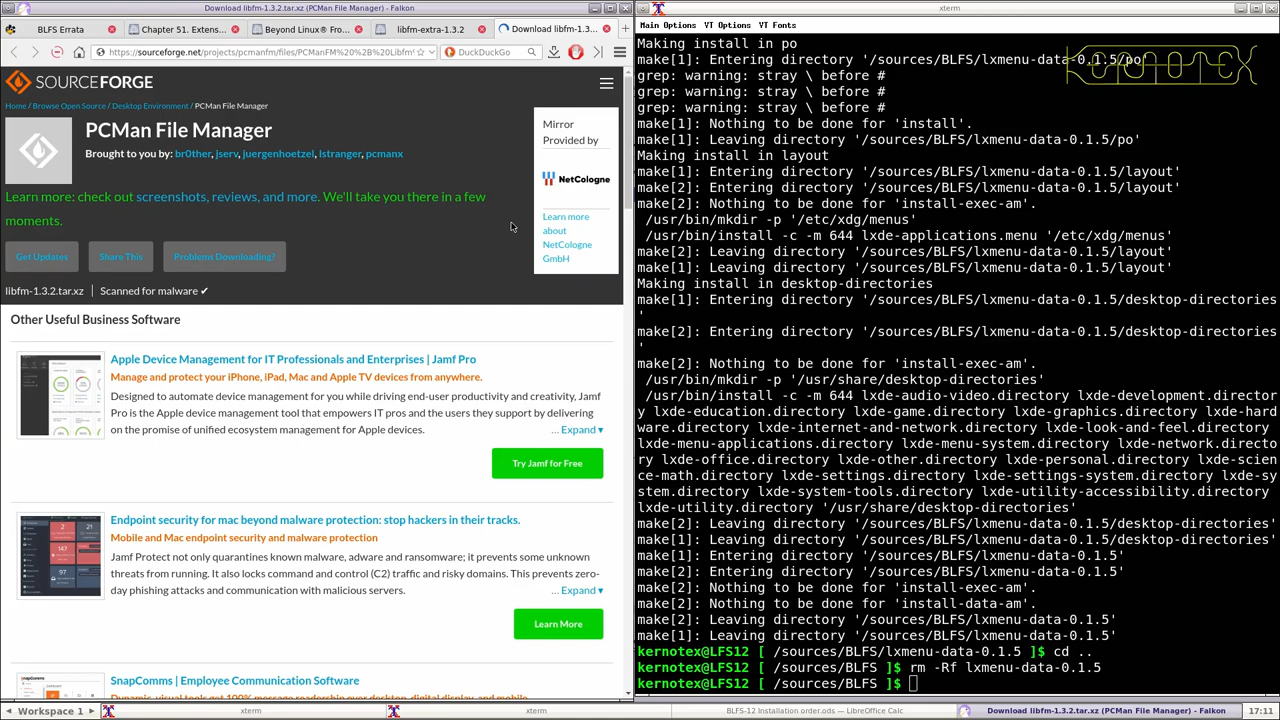 Download libfm-1.3.2.tar.xz (PCMan File Manager) - Falkon
BLFS Errata
Chapter 51. Extens...
Beyond Linux® Fro...
libfm-extra-1.3.2
Download libfm-1.3...
https://sourceforge.net/projects/pcmanfm/files/PCManFM%20%2B%20Libfm
DuckDuckGo
SOURCEFORGE
Home / Browse Open Source / Desktop Environment / PCMan File Manager
PCMan File Manager
Brought to you by: br0ther, jserv, juergenhoetzel, lstranger, pcmanx
Learn more: check out screenshots, reviews, and more. We'll take you there in a few
moments.
Get Updates
Share This
Problems Downloading?
Mirror
Provided by
NetCologne
Learn more
about
NetCologne
GmbH
libfm-1.3.2.tar.xz
Scanned for malware ✔
Other Useful Business Software
Apple Device Management for IT Professionals and Enterprises | Jamf Pro
Manage and protect your iPhone, iPad, Mac and Apple TV devices from anywhere.
Designed to automate device management for you while driving end-user productivity and creativity, Jamf
Pro is the Apple device management tool that empowers IT pros and the users they support by delivering
on the promise of unified ecosystem management for Apple devices.
... Expand ▾
Try Jamf for Free
Endpoint security for mac beyond malware protection: stop hackers in their tracks.
Mobile and Mac endpoint security and malware protection
Jamf Protect not only quarantines known malware, adware and ransomware; it prevents some unknown
threats from running. It also locks command and control (C2) traffic and risky domains. This prevents zero-
day phishing attacks and communication with malicious servers.
... Expand ▾
Learn More
SnapComms | Employee Communication Software
Dynamic, visual tools get 100% message readership over desktop, digital display, and mobile.
xterm
Main Options VT Options VT Fonts
KERNOTEX
Making install in po
make[1]: Entering directory '/sources/BLFS/lxmenu-data-0.1.5/po'
grep: warning: stray \ before #
grep: warning: stray \ before #
grep: warning: stray \ before #
make[1]: Nothing to be done for 'install'.
make[1]: Leaving directory '/sources/BLFS/lxmenu-data-0.1.5/po'
Making install in layout
make[1]: Entering directory '/sources/BLFS/lxmenu-data-0.1.5/layout'
make[2]: Entering directory '/sources/BLFS/lxmenu-data-0.1.5/layout'
make[2]: Nothing to be done for 'install-exec-am'.
/usr/bin/mkdir -p '/etc/xdg/menus'
/usr/bin/install -c -m 644 lxde-applications.menu '/etc/xdg/menus'
make[2]: Leaving directory '/sources/BLFS/lxmenu-data-0.1.5/layout'
make[1]: Leaving directory '/sources/BLFS/lxmenu-data-0.1.5/layout'
Making install in desktop-directories
make[1]: Entering directory '/sources/BLFS/lxmenu-data-0.1.5/desktop-directories
'
make[2]: Entering directory '/sources/BLFS/lxmenu-data-0.1.5/desktop-directories
'
make[2]: Nothing to be done for 'install-exec-am'.
/usr/bin/mkdir -p '/usr/share/desktop-directories'
/usr/bin/install -c -m 644 lxde-audio-video.directory lxde-development.director
y lxde-education.directory lxde-game.directory lxde-graphics.directory lxde-hard
ware.directory lxde-internet-and-network.directory lxde-look-and-feel.directory
lxde-menu-applications.directory lxde-menu-system.directory lxde-network.directo
ry lxde-office.directory lxde-other.directory lxde-personal.directory lxde-scien
ce-math.directory lxde-settings.directory lxde-settings-system.directory lxde-sy
stem.directory lxde-system-tools.directory lxde-utility-accessibility.directory
lxde-utility.directory '/usr/share/desktop-directories'
make[2]: Leaving directory '/sources/BLFS/lxmenu-data-0.1.5/desktop-directories'
make[1]: Leaving directory '/sources/BLFS/lxmenu-data-0.1.5/desktop-directories'
make[1]: Entering directory '/sources/BLFS/lxmenu-data-0.1.5'
make[2]: Entering directory '/sources/BLFS/lxmenu-data-0.1.5'
make[2]: Nothing to be done for 'install-exec-am'.
make[2]: Nothing to be done for 'install-data-am'.
make[2]: Leaving directory '/sources/BLFS/lxmenu-data-0.1.5'
make[1]: Leaving directory '/sources/BLFS/lxmenu-data-0.1.5'
kernotex@LFS12 [ /sources/BLFS/lxmenu-data-0.1.5 ]$ cd ..
kernotex@LFS12 [ /sources/BLFS ]$ rm -Rf lxmenu-data-0.1.5
kernotex@LFS12 [ /sources/BLFS ]$
Workspace 1
xterm
xterm
BLFS-12 Installation order.ods — LibreOffice Calc
Download libfm-1.3.2.tar.xz (PCMan File Manager) - Falkon
17:11